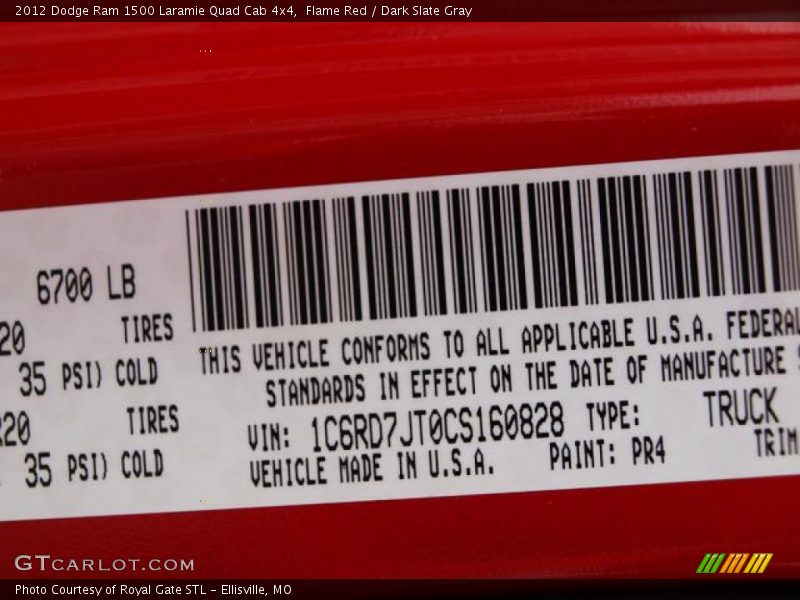 2012 Dodge Ram 1500 Laramie Quad Cab 4x4,  Flame Red / Dark Slate Gray
6700 LB
20 TIRES
35 PSI) COLD
20 TIRES
35 PSI) COLD
THIS VEHICLE CONFORMS TO ALL APPLICABLE U.S.A. FEDERAL
STANDARDS IN EFFECT ON THE DATE OF MANUFACTURE
VIN: 1C6RD7JT0CS160828 TYPE: TRUCK
VEHICLE MADE IN U.S.A. PAINT: PR4 TRIM
GTCARLOT.COM
Photo Courtesy of Royal Gate STL - Ellisville, MO